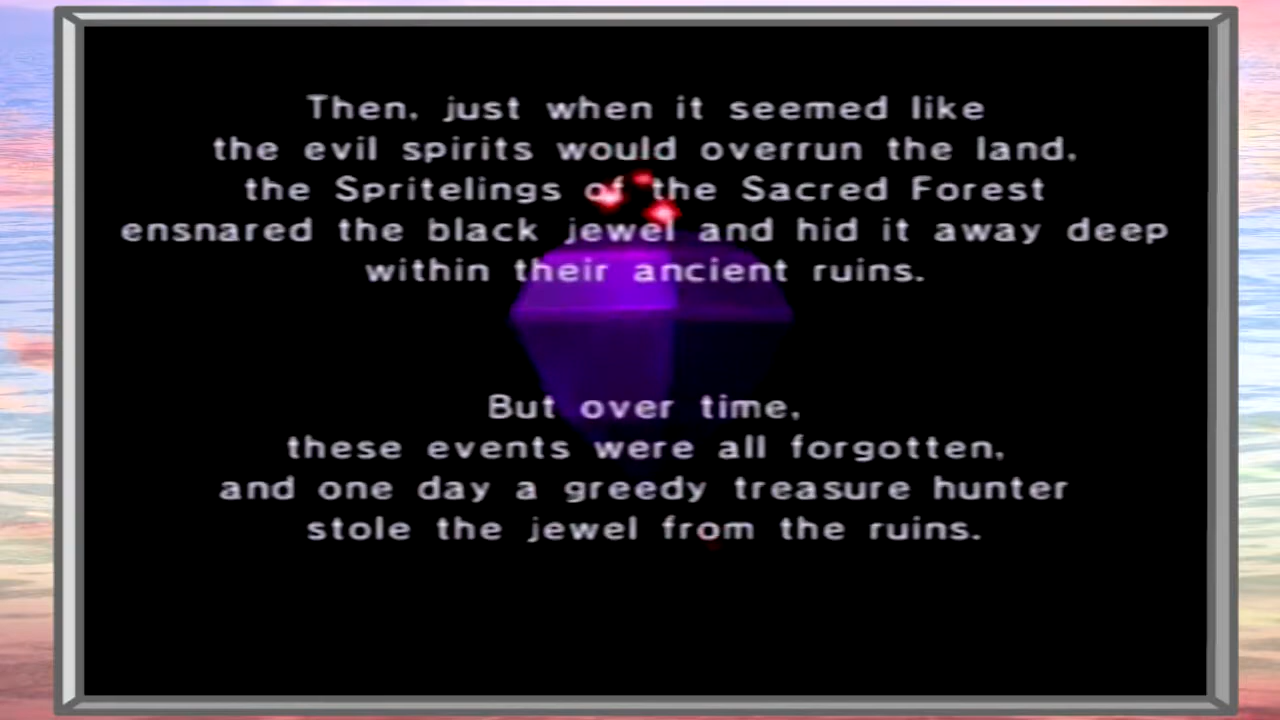 Then, just when it seemed like
the evil spirits would overrun the land,
the Spritelings of the Sacred Forest
ensnared the black jewel and hid it away deep
within their ancient ruins.
But over time,
these events were all forgotten,
and one day a greedy treasure hunter
stole the jewel from the ruins.